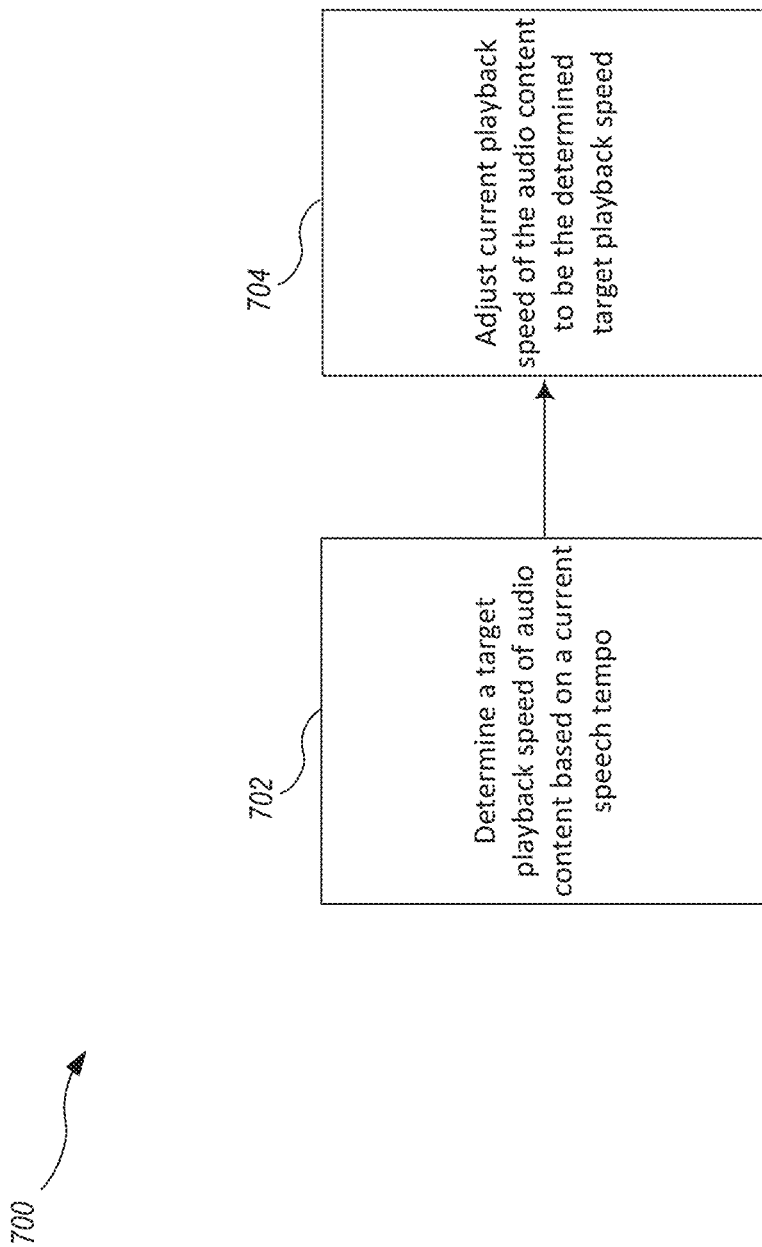 700
702
Determine a target
playback speed of audio
content based on a current
speech tempo
704
Adjust current playback
speed of the audio content
to be the determined
target playback speed